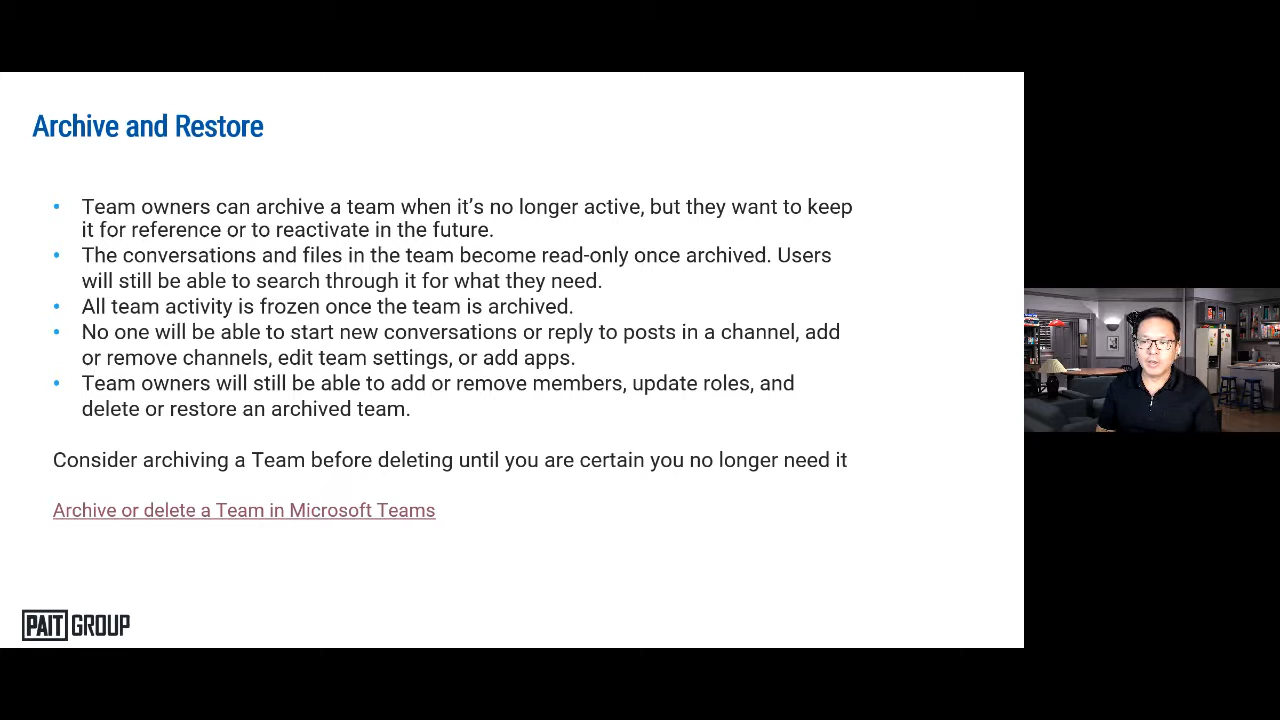 Archive and Restore
• Team owners can archive a team when it’s no longer active, but they want to keep
it for reference or to reactivate in the future.
• The conversations and files in the team become read-only once archived. Users
will still be able to search through it for what they need.
• All team activity is frozen once the team is archived.
• No one will be able to start new conversations or reply to posts in a channel, add
or remove channels, edit team settings, or add apps.
• Team owners will still be able to add or remove members, update roles, and
delete or restore an archived team.
Consider archiving a Team before deleting until you are certain you no longer need it
Archive or delete a Team in Microsoft Teams
PAIT GROUP